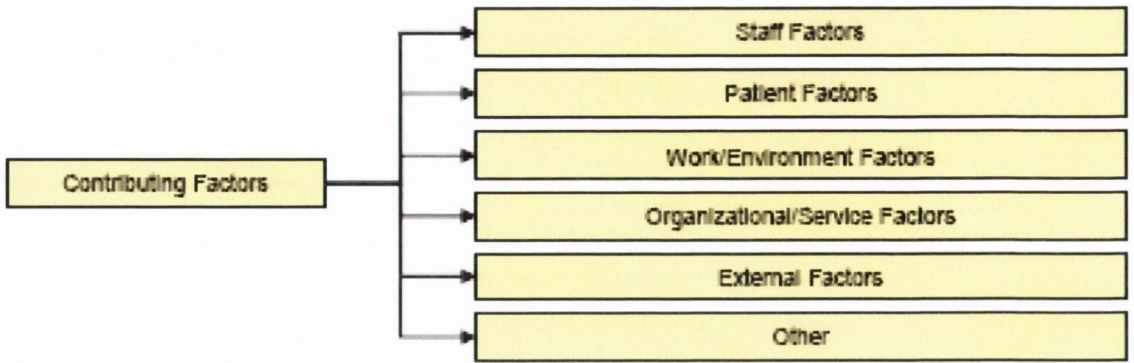 Staff Factors
Patient Factors
Work/Environment Factors
Contributing Factors
Organizational/Service Factors
External Factors
Other